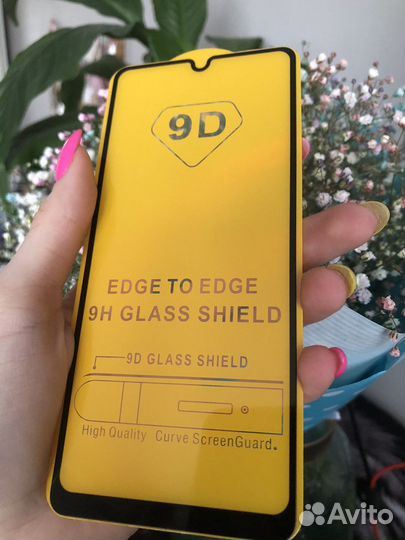 9D
EDGE TO EDGE
9H GLASS SHIELD
9D GLASS SHIELD
High Quality Curve ScreenGuard.
Avito